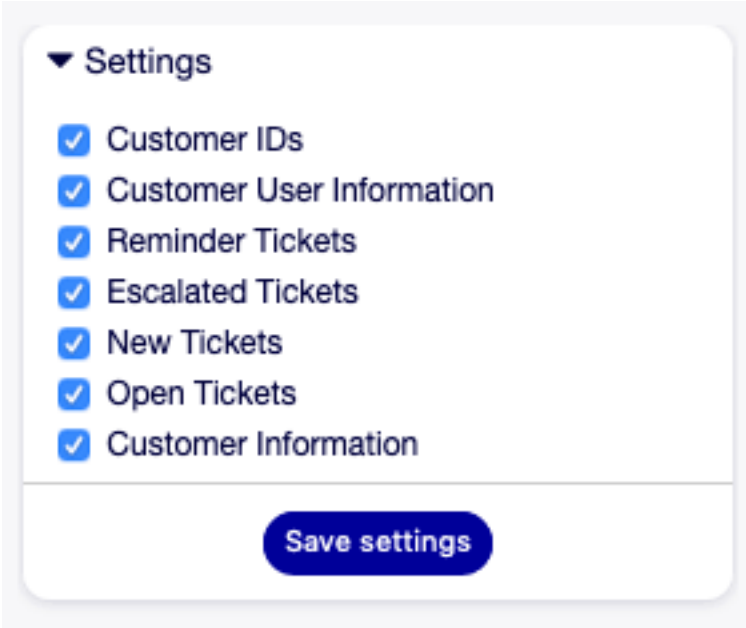 Settings
Customer IDs
Customer User Information
Reminder Tickets
Escalated Tickets
New Tickets
Open Tickets
Customer Information
Save settings